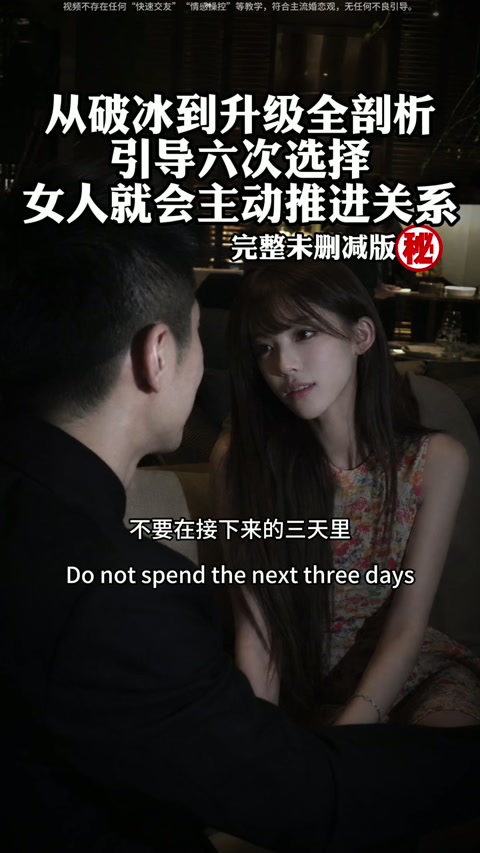 视频不存在任何“快速交友”“情感操控”等教学，符合主流婚恋观，无任何不良引导。
从破冰到升级全剖析
引导六次选择
女人就会主动推进关系
完整未删减版 秘
不要在接下来的三天里
Do not spend the next three days